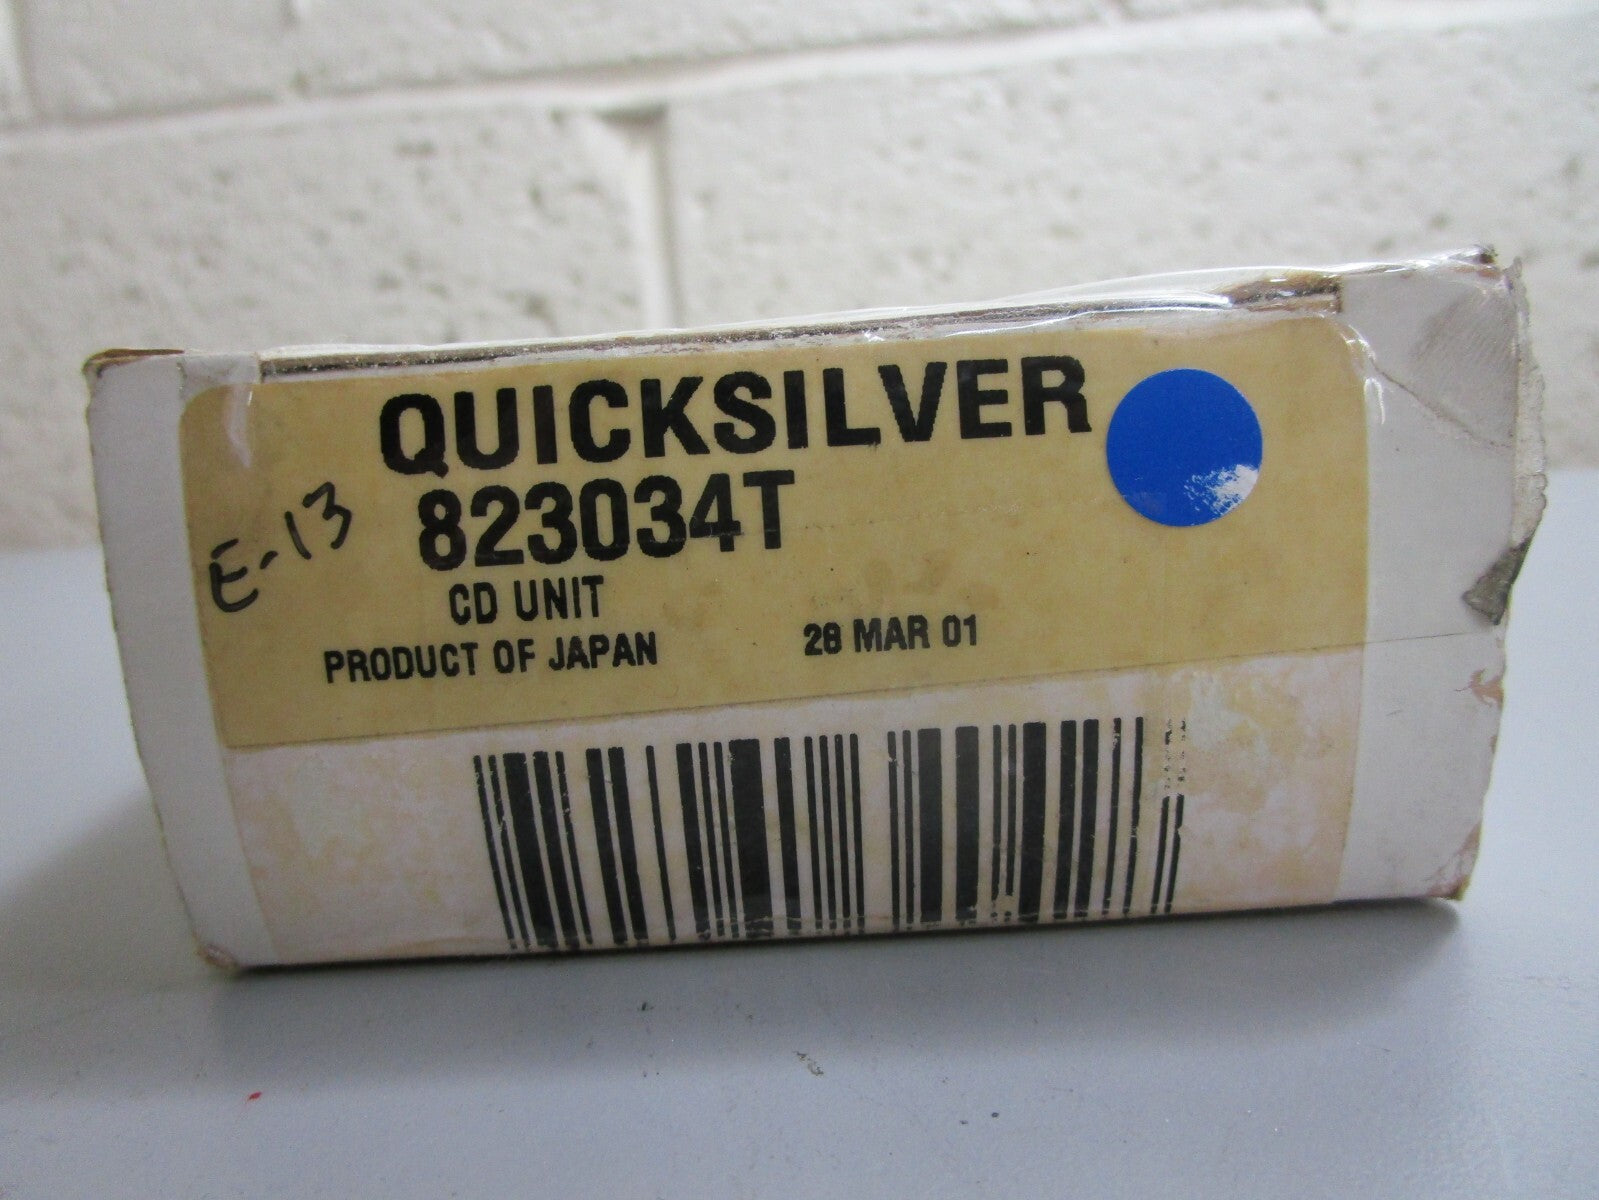 QUICKSILVER
823034T
E-13
CD UNIT
PRODUCT OF JAPAN
28 MAR 01